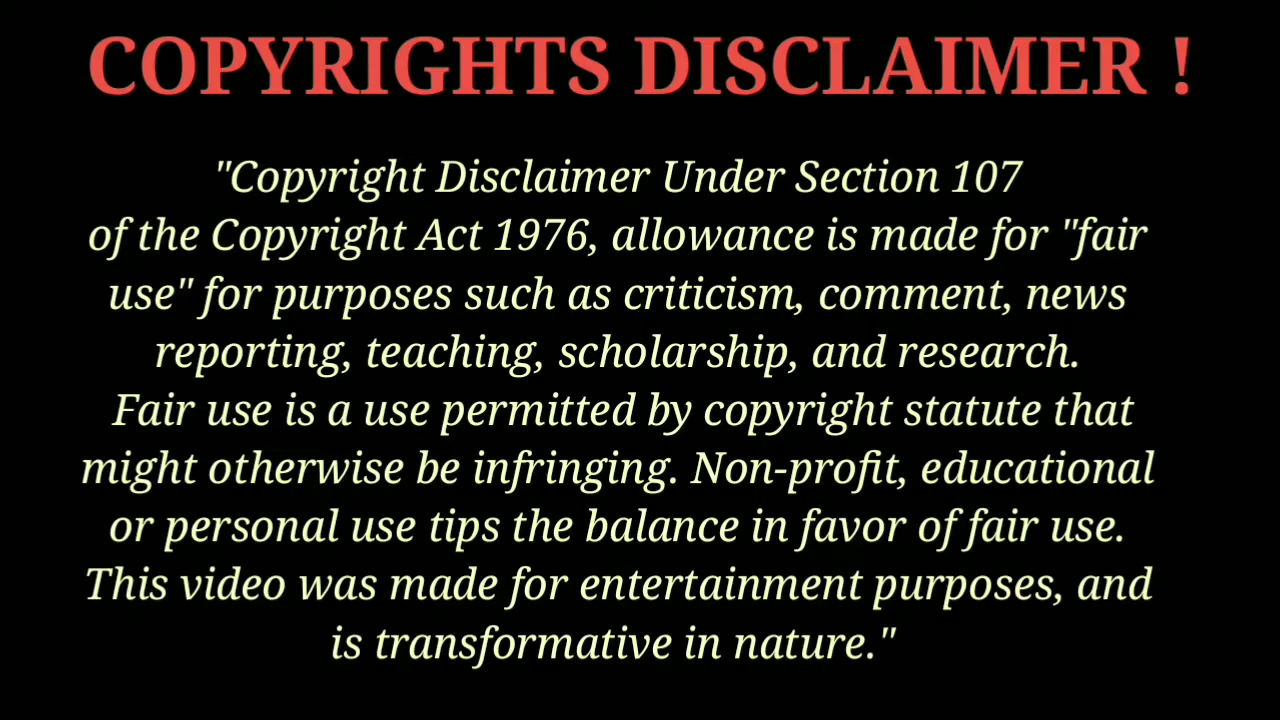 COPYRIGHTS DISCLAIMER !
"Copyright Disclaimer Under Section 107
of the Copyright Act 1976, allowance is made for "fair
use" for purposes such as criticism, comment, news
reporting, teaching, scholarship, and research.
Fair use is a use permitted by copyright statute that
might otherwise be infringing. Non-profit, educational
or personal use tips the balance in favor of fair use.
This video was made for entertainment purposes, and
is transformative in nature."